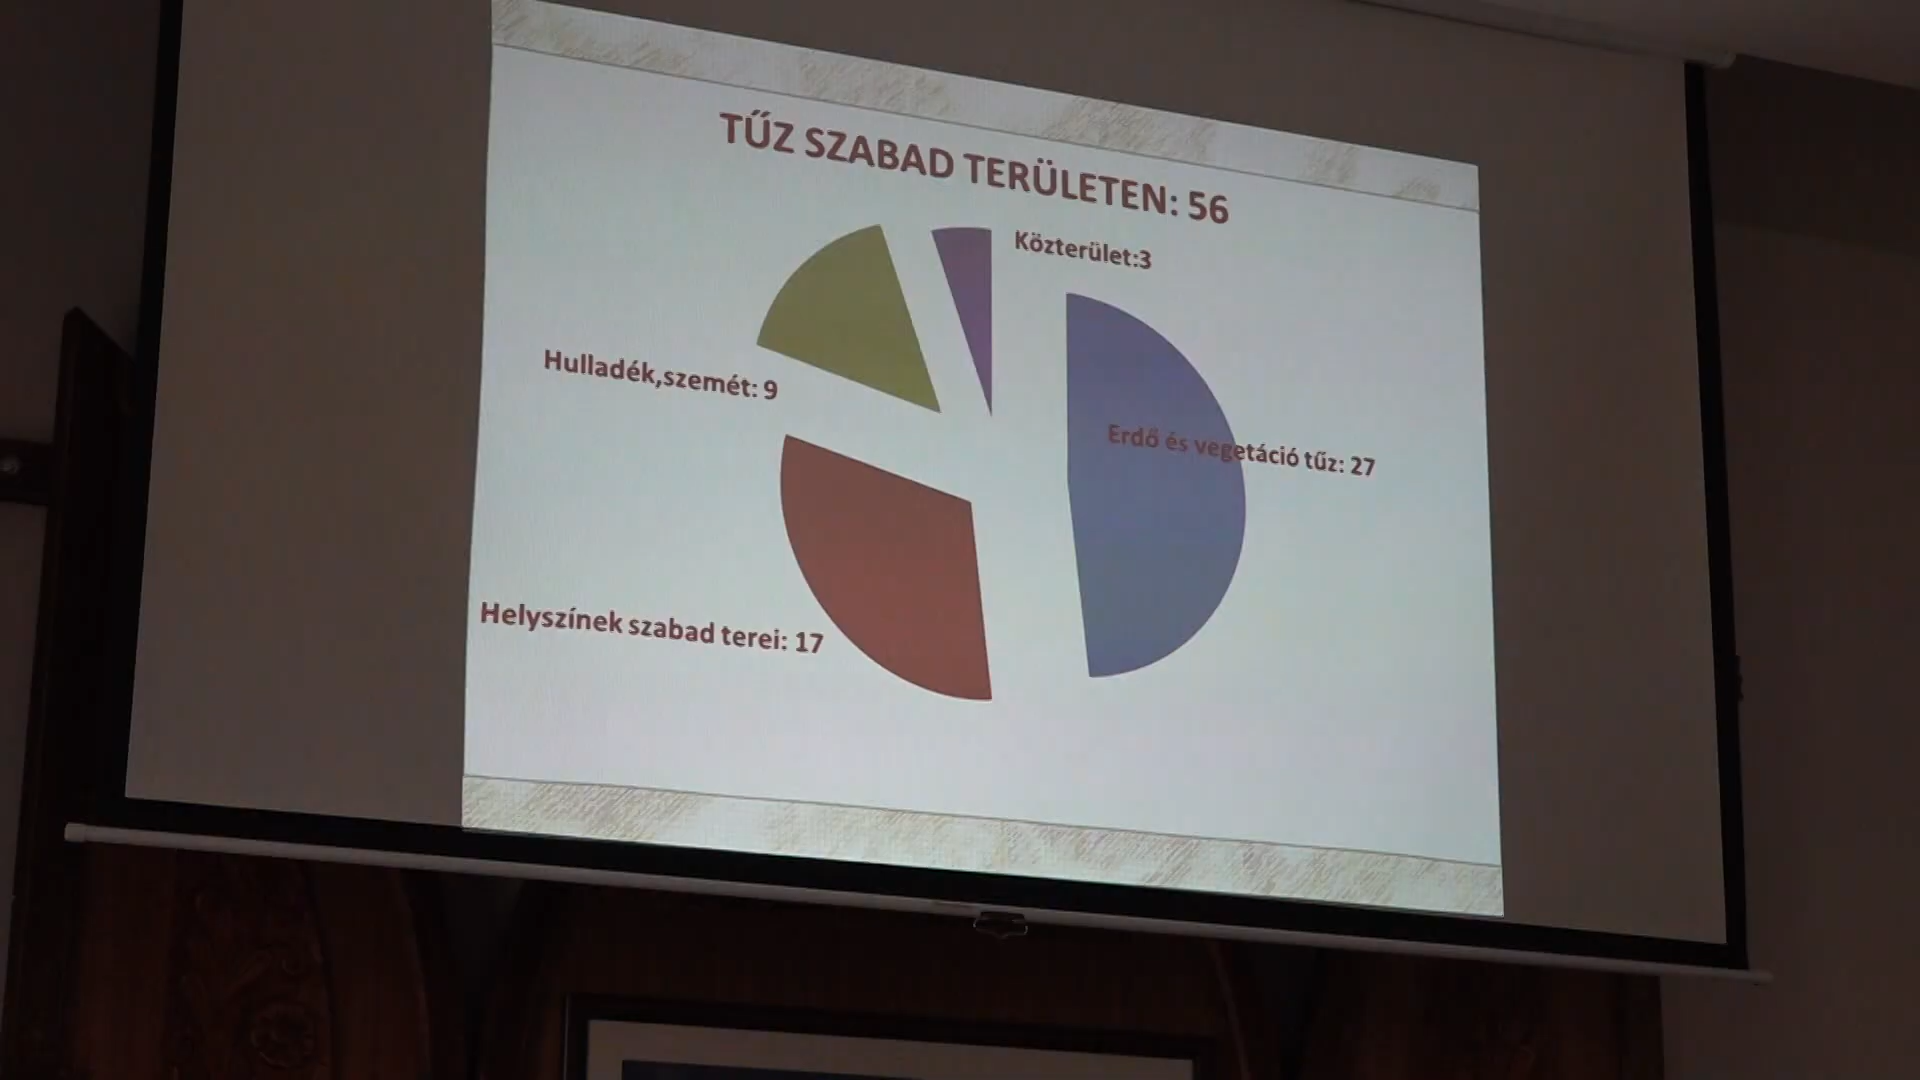 TŰZ SZABAD TERÜLETEN: 56
Közterület:3
Hulladék,szemét: 9
Erdő és vegetáció tűz: 27
Helyszínek szabad terei: 17